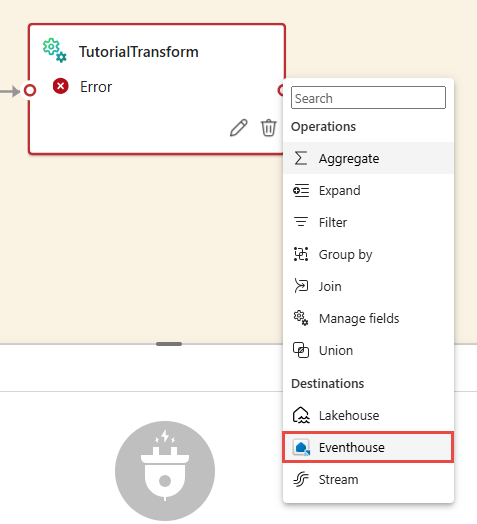 TutorialTransform
Error
Search
Operations
Aggregate
Expand
Filter
Group by
Join
Manage fields
Union
Destinations
Lakehouse
Eventhouse
Stream